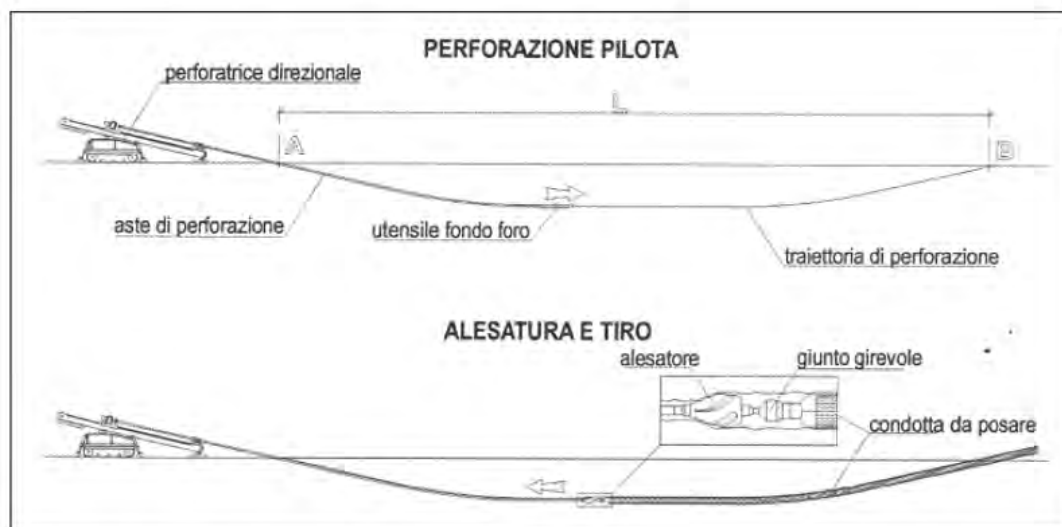 PERFORAZIONE PILOTA
perforatrice direzionale
L
A
B
aste di perforazione
utensile fondo foro
traiettoria di perforazione
ALESATURA E TIRO
alesatore
giunto girevole
condotta da posare